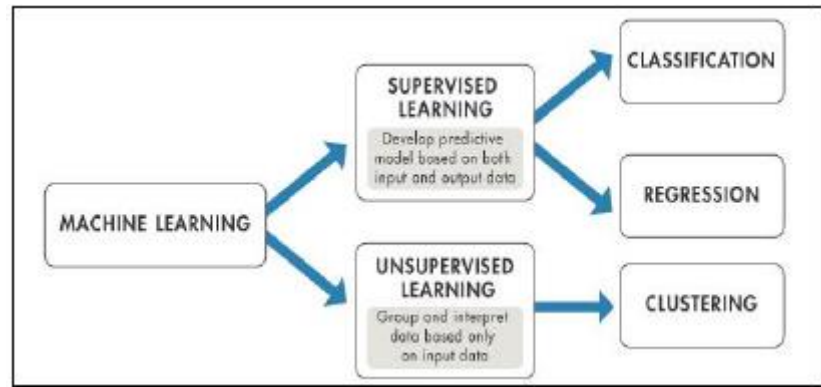 MACHINE LEARNING
SUPERVISED
LEARNING
Develop predictive
model based on both
input and output data
UNSUPERVISED
LEARNING
Group and interpret
data based only
on input data
CLASSIFICATION
REGRESSION
CLUSTERING